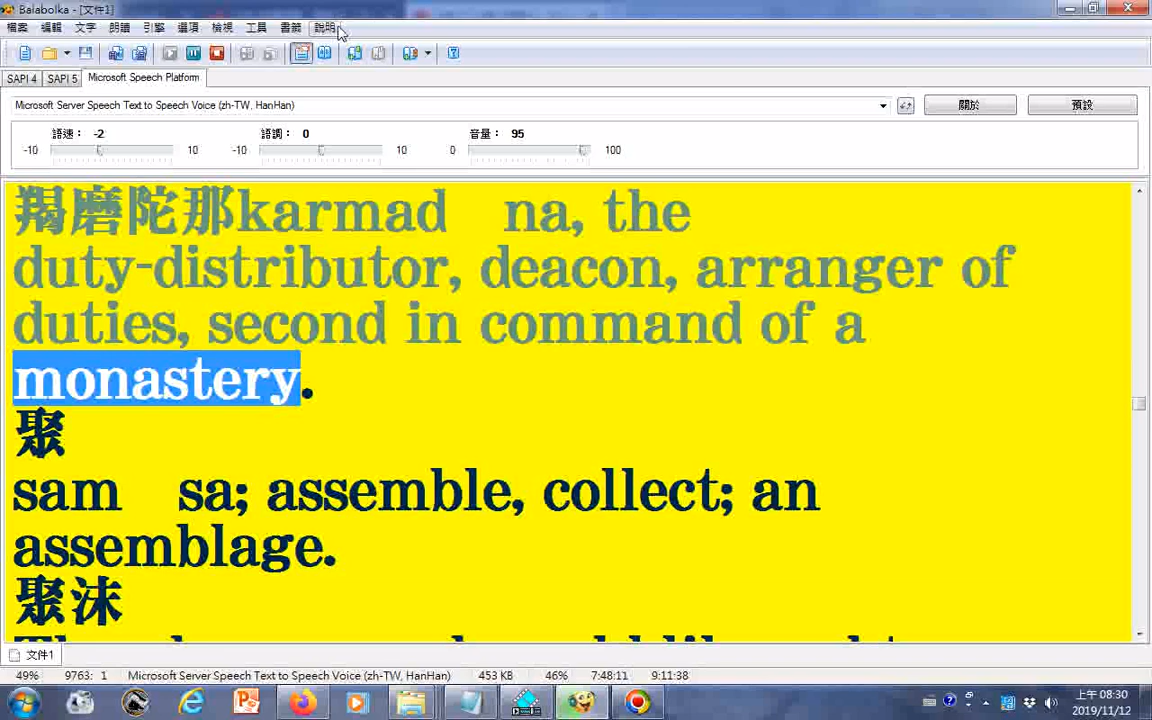 Balabolka - [文件1]
檔案 編輯 文字 朗讀 引擎 選項 檢視 工具 書籤 說明
SAPI 4 SAPI 5 Microsoft Speech Platform
Microsoft Server Speech Text to Speech Voice (zh-TW, HanHan) 關於 預設
語速： -2 語調： 0 音量： 95
-10 10 -10 10 0 100
羯磨陀那karmad na, the
duty-distributor, deacon, arranger of
duties, second in command of a
monastery.
聚
sam sa; assemble, collect; an
assemblage.
聚沫
文件1
49% 9763: 1 Microsoft Server Speech Text to Speech Voice (zh-TW, HanHan) 453 KB 46% 7:48:11 9:11:38
上午 08:30
2019/11/12